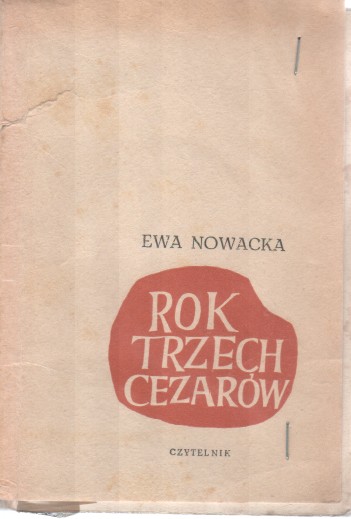 EWA NOWACKA
ROK
TRZECH
CEZARÓW
CZYTELNIK